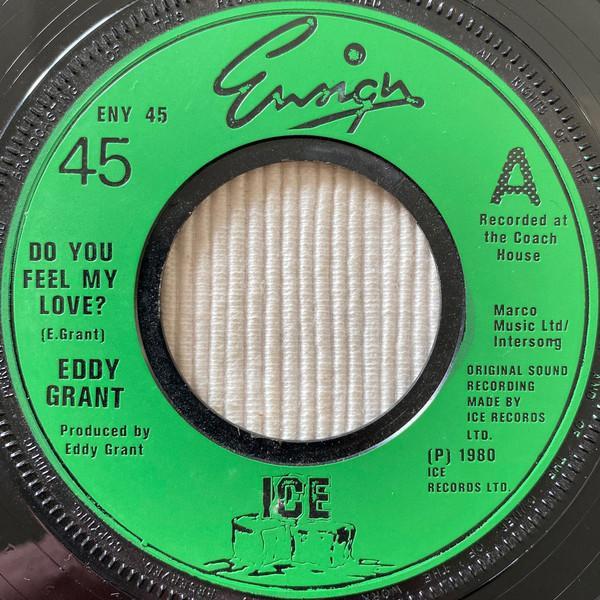 Ensign
ENY 45
45
A
Recorded at
the Coach
House
DO YOU
FEEL MY
LOVE?
(E.Grant)
EDDY
GRANT
Produced by
Eddy Grant
Marco
Music Ltd/
Intersong
ORIGINAL SOUND
RECORDING
MADE BY
ICE RECORDS
LTD.
(P) 1980
ICE
RECORDS LTD.
ICE